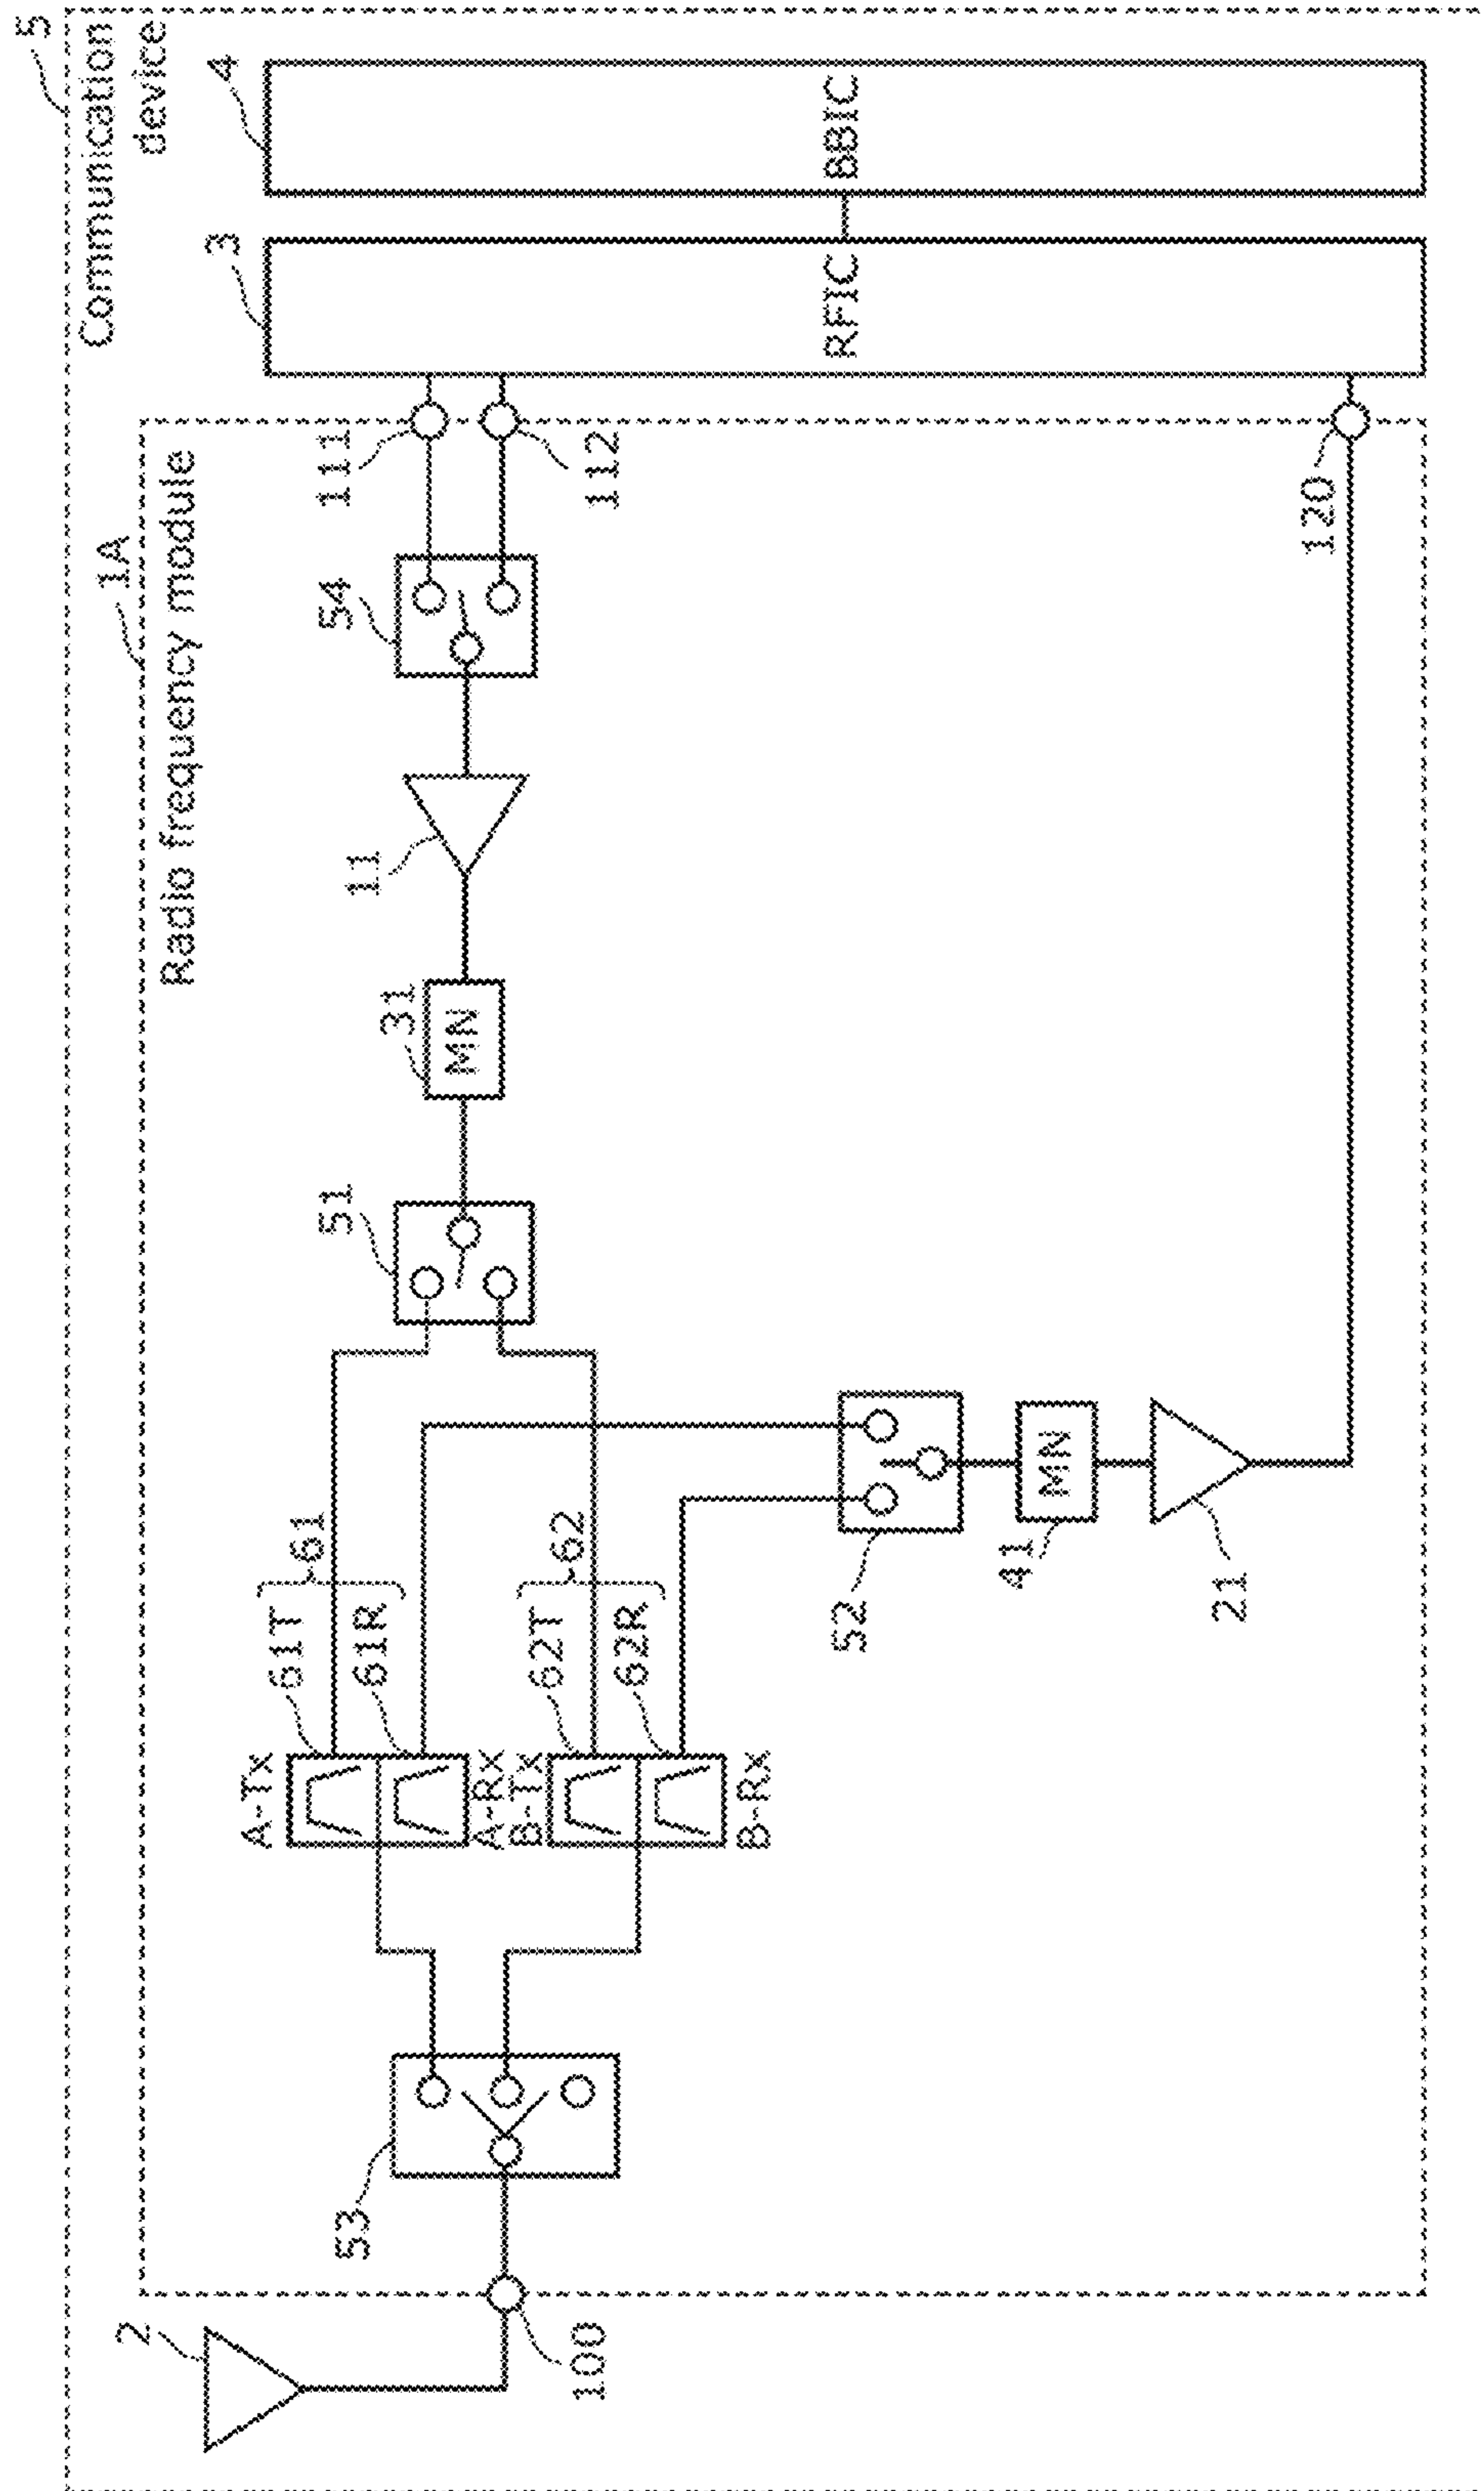 5
Communication
device
1A
Radio frequency module
4
BBIC
3
RFIC
111
112
120
54
11
31
MN
51
61
61T
61R
62
62T
62R
A-Tx
A-Rx
B-Tx
B-Rx
52
41
MN
21
53
2
100